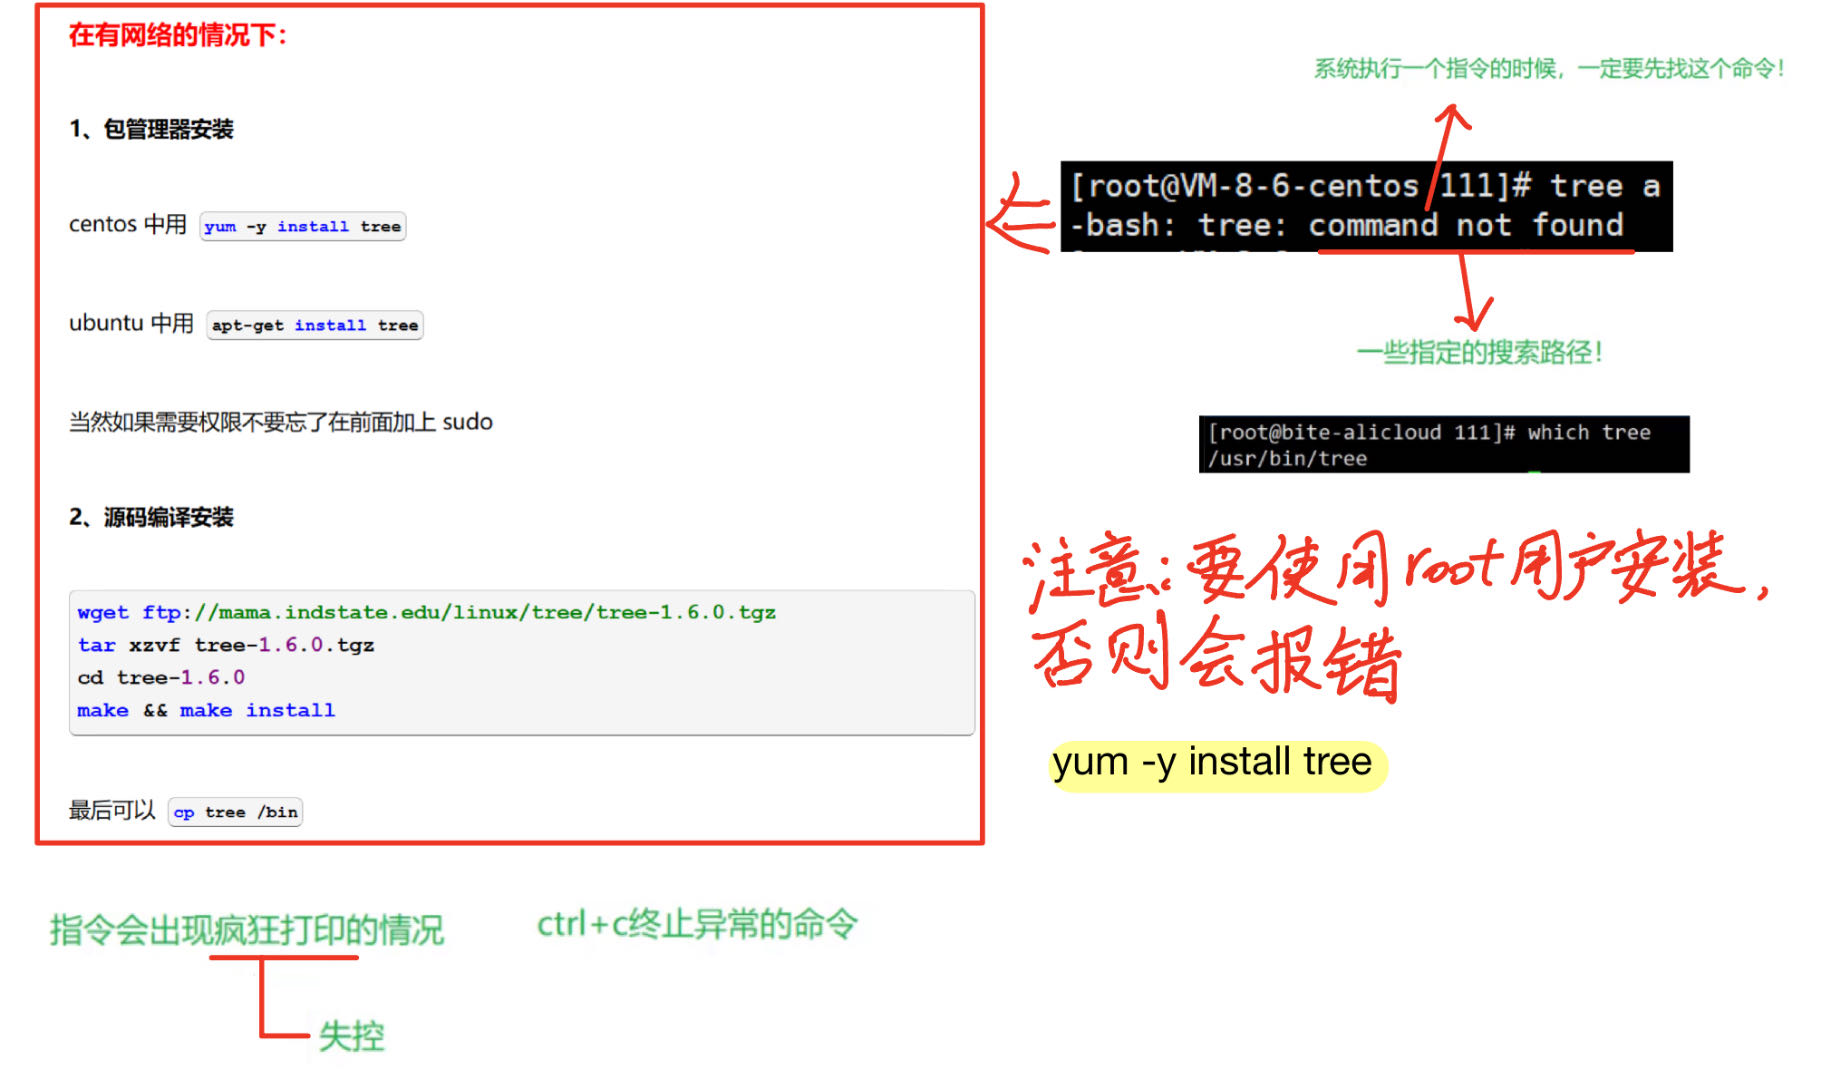 在有网络的情况下：
1、包管理器安装
centos 中用 yum -y install tree
ubuntu 中用 apt-get install tree
当然如果需要权限不要忘了在前面加上 sudo
2、源码编译安装
wget ftp://mama.indstate.edu/linux/tree/tree-1.6.0.tgz
tar xzvf tree-1.6.0.tgz
cd tree-1.6.0
make && make install
最后可以 cp tree /bin
系统执行一个指令的时候，一定要先找这个命令！
[root@VM-8-6-centos 111]# tree a
-bash: tree: command not found
一些指定的搜索路径！
[root@bite-alicloud 111]# which tree
/usr/bin/tree
注意：要使用root用户安装，
否则会报错
yum -y install tree
指令会出现疯狂打印的情况
ctrl+c终止异常的命令
失控